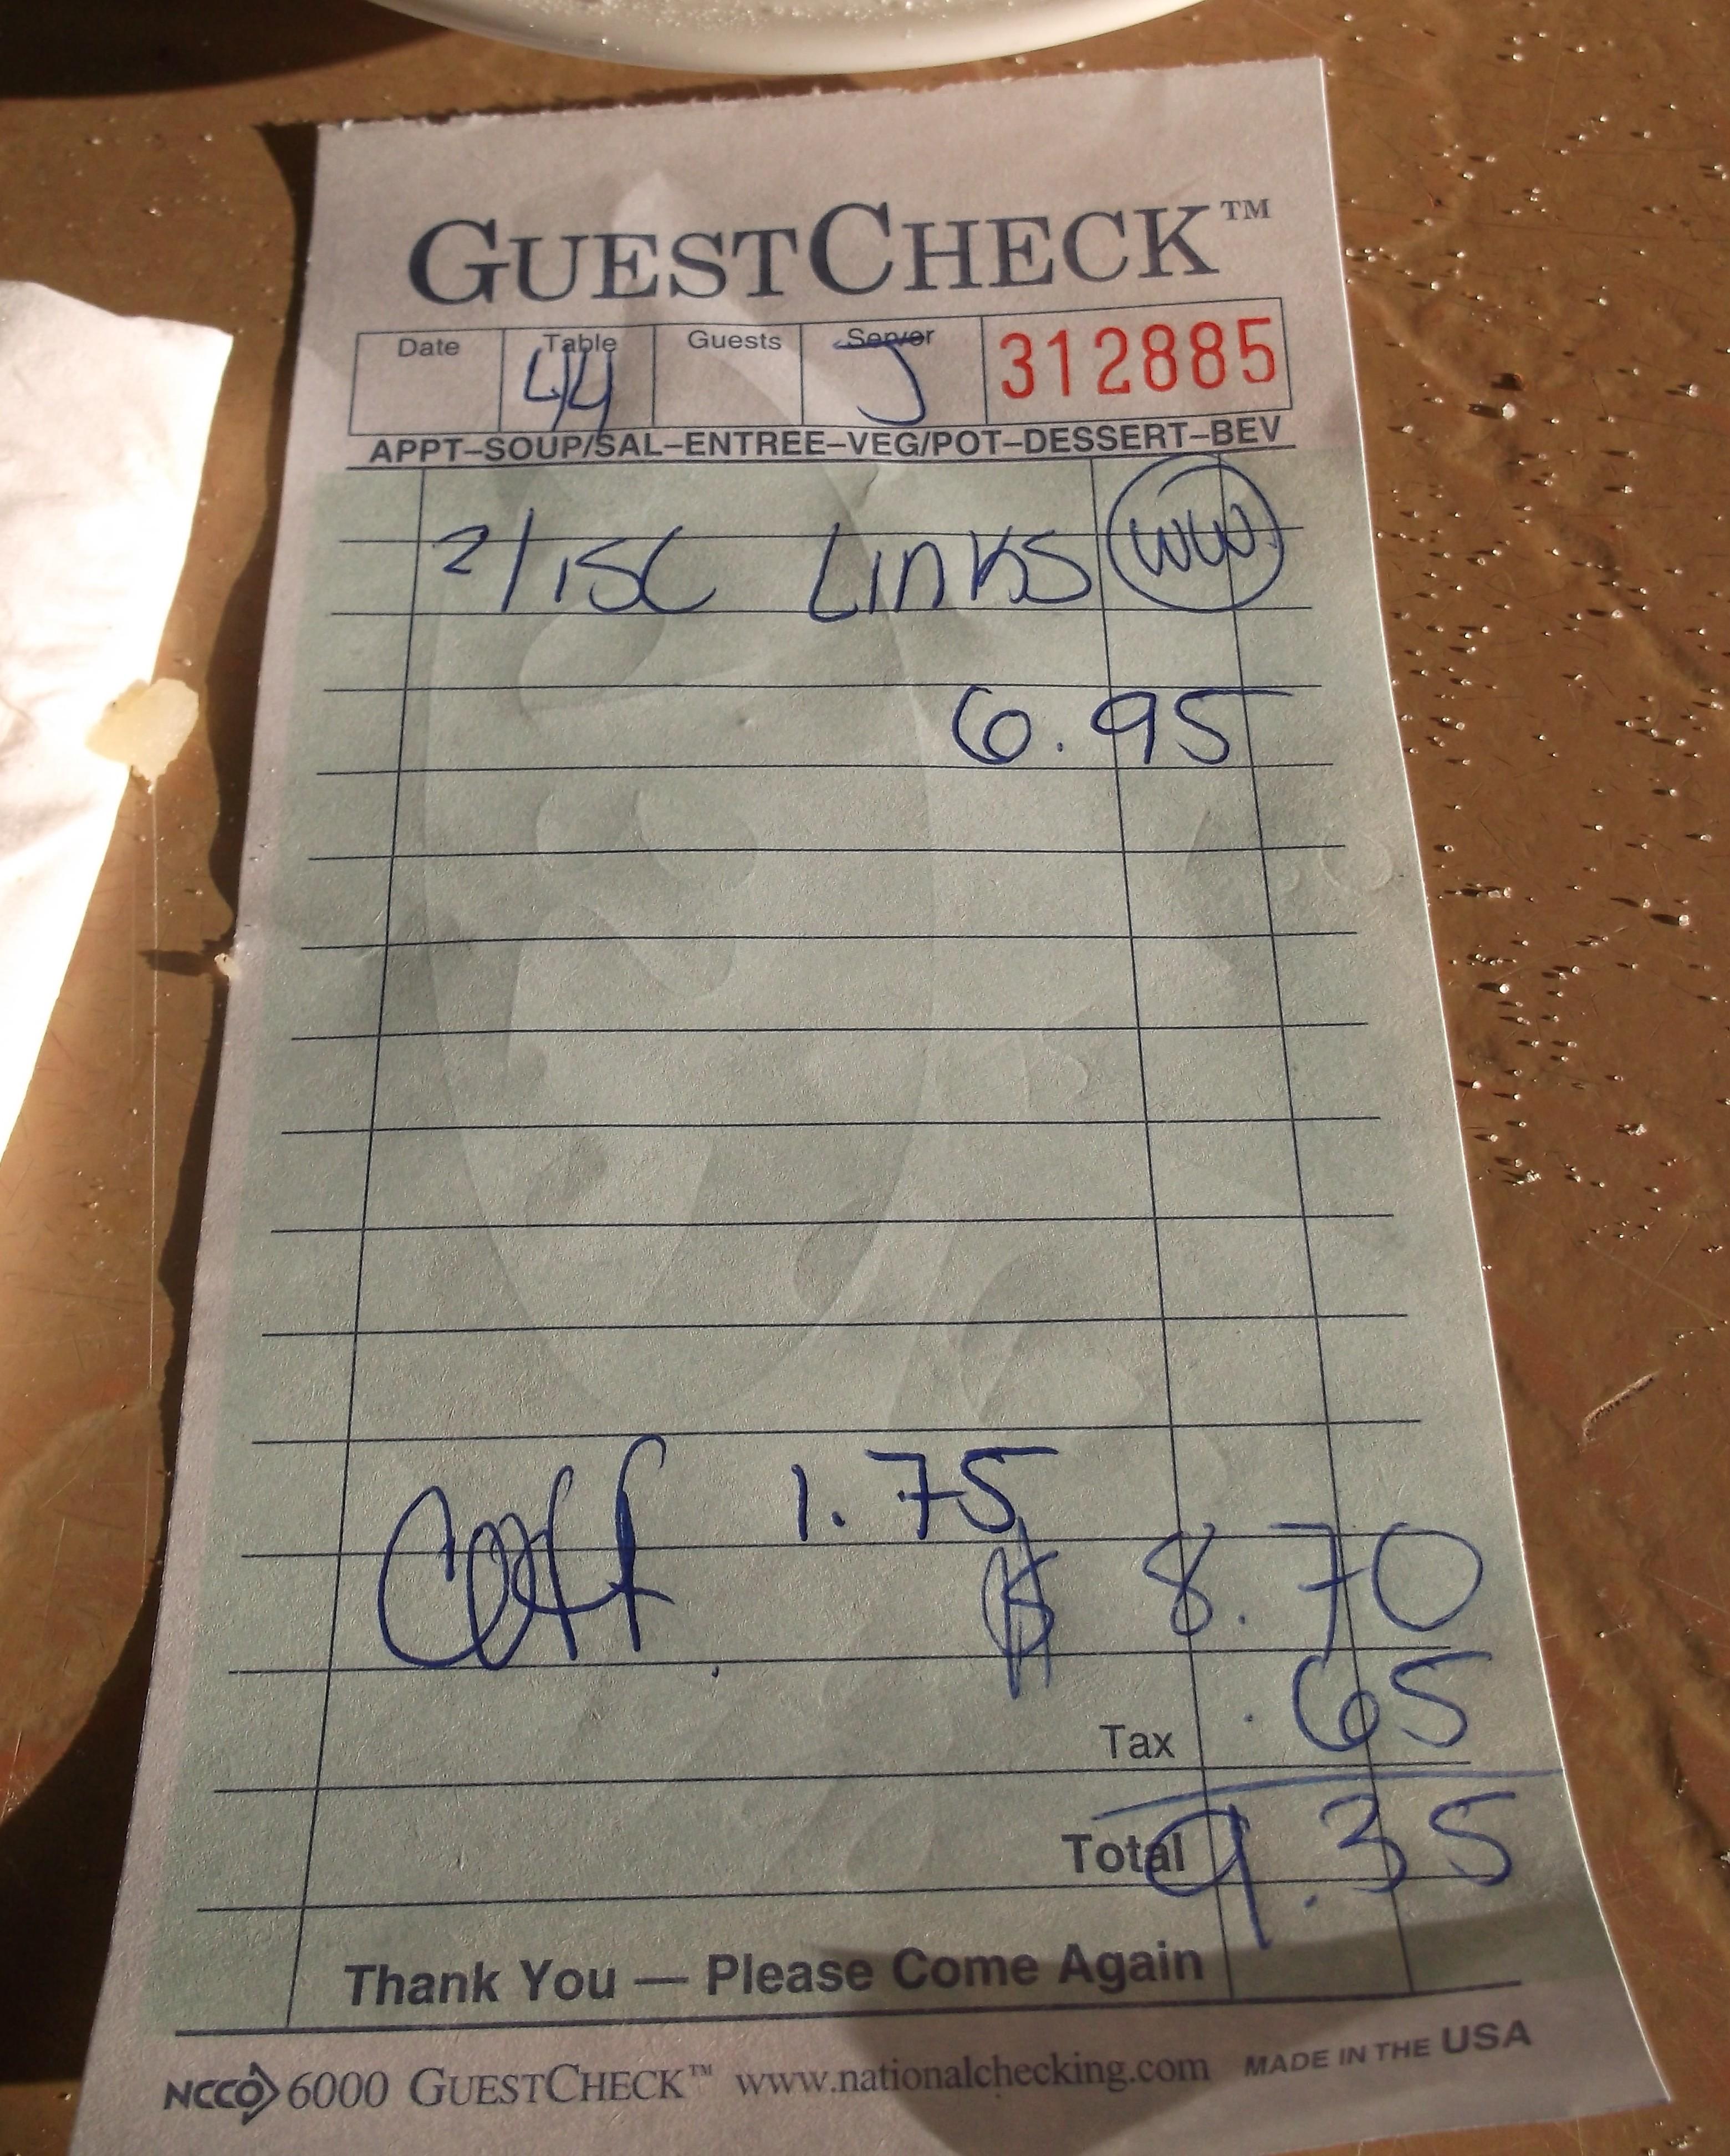 GUESTCHECK™
Date Table Guests Server 312885
44 J
APPT–SOUP/SAL–ENTREE–VEG/POT–DESSERT–BEV
2/ISC LINKS WW
6.95
Coff 1.75
$ 8.70
Tax .65
Total 9.35
Thank You — Please Come Again
NCCO 6000 GUESTCHECK™ www.nationalchecking.com MADE IN THE USA